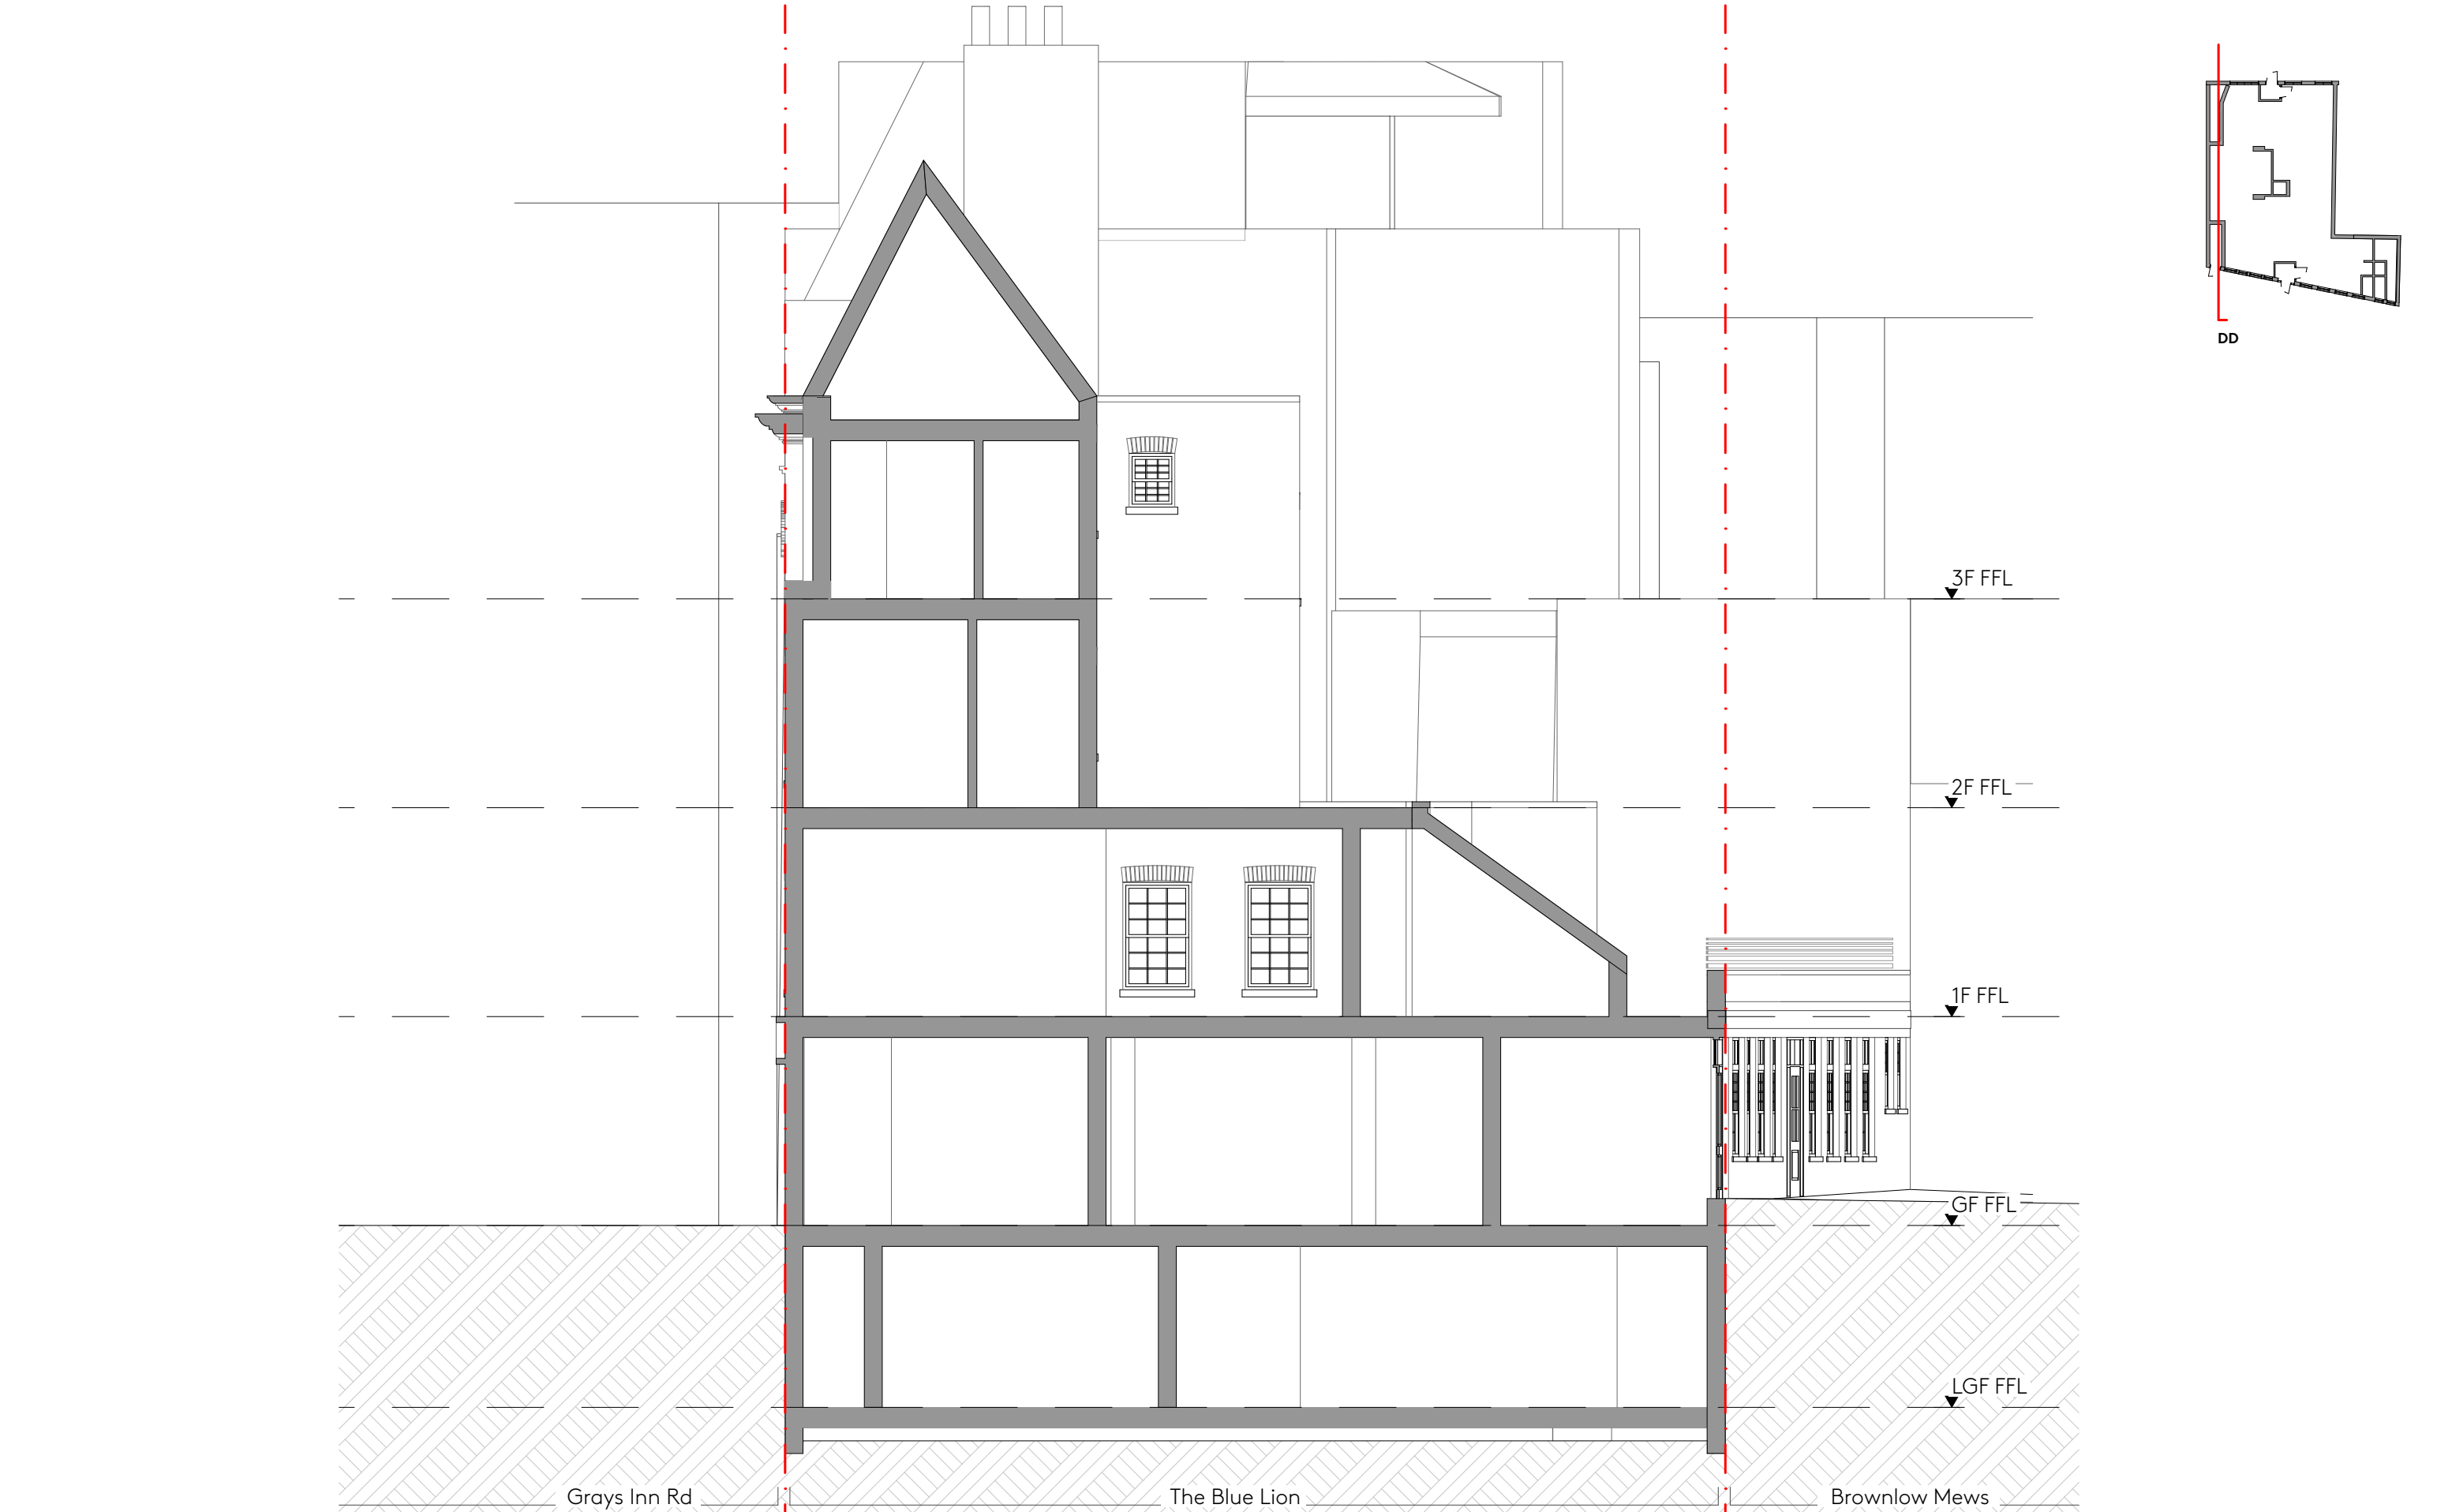 DD
3F FFL
2F FFL
1F FFL
GF FFL
LGF FFL
Grays Inn Rd
The Blue Lion
Brownlow Mews